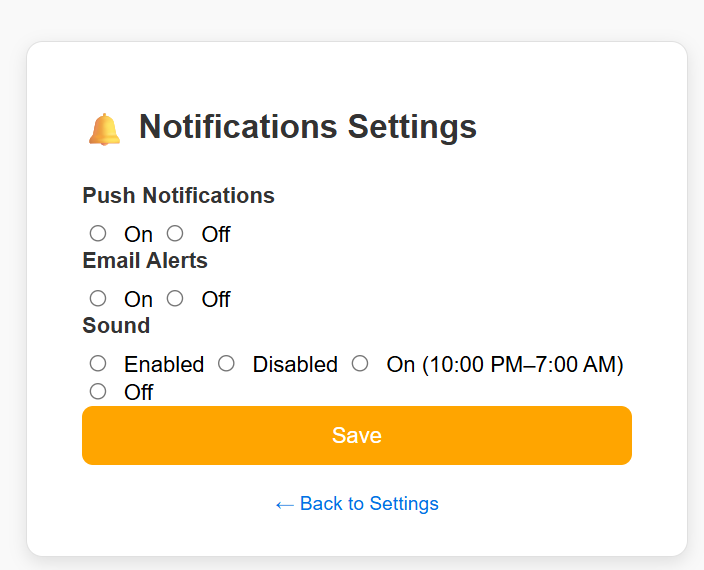 Notifications Settings
Push Notifications
On Off
Email Alerts
On Off
Sound
Enabled Disabled On (10:00 PM–7:00 AM)
Off
Save
← Back to Settings